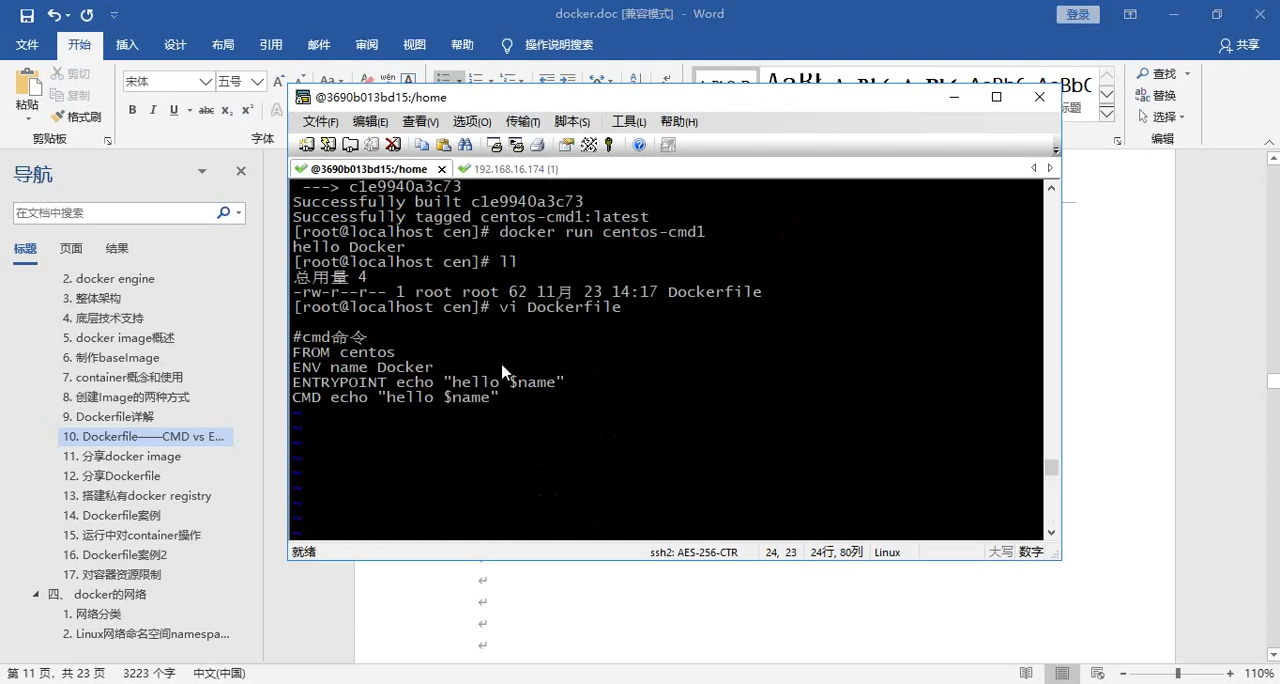 docker.doc [兼容模式] - Word
登录
文件 开始 插入 设计 布局 引用 邮件 审阅 视图 帮助 操作说明搜索 共享
粘贴 剪切 复制 格式刷
剪贴板
宋体 五号
B I U abc X₂ X²
字体
查找
替换
选择
编辑
导航
在文档中搜索
标题 页面 结果
2. docker engine
3. 整体架构
4. 底层技术支持
5. docker image概述
6. 制作baseImage
7. container概念和使用
8. 创建Image的两种方式
9. Dockerfile详解
10. Dockerfile——CMD vs E...
11. 分享docker image
12. 分享Dockerfile
13. 搭建私有docker registry
14. Dockerfile案例
15. 运行中对container操作
16. Dockerfile案例2
17. 对容器资源限制
四、 docker的网络
1. 网络分类
2. Linux网络命名空间namespa...
@3690b013bd15:/home
文件(F) 编辑(E) 查看(V) 选项(O) 传输(T) 脚本(S) 工具(L) 帮助(H)
@3690b013bd15:/home 192.168.16.174 (1)
---> c1e9940a3c73
Successfully built c1e9940a3c73
Successfully tagged centos-cmd1:latest
[root@localhost cen]# docker run centos-cmd1
hello Docker
[root@localhost cen]# ll
总用量 4
-rw-r--r-- 1 root root 62 11月 23 14:17 Dockerfile
[root@localhost cen]# vi Dockerfile
#cmd命令
FROM centos
ENV name Docker
ENTRYPOINT echo "hello $name"
CMD echo "hello $name"
~
~
~
~
~
~
~
~
~
就绪 ssh2: AES-256-CTR 24, 23 24行, 80列 Linux 大写 数字
第 11 页，共 23 页 3223 个字 中文(中国) 110%